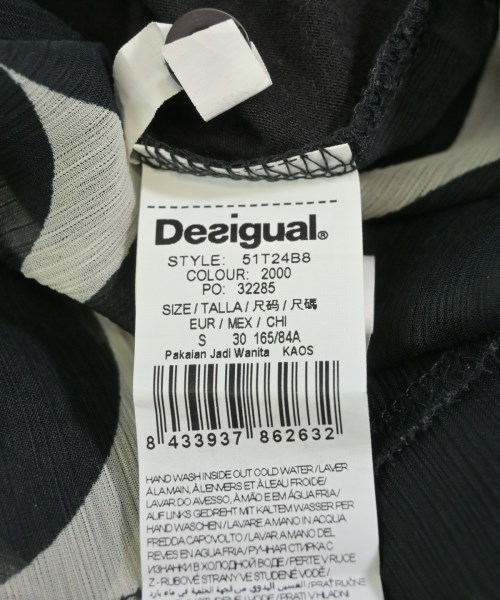 Desigual®
STYLE: 51T24B8
COLOUR: 2000
PO: 32285
SIZE / TALLA / 尺码 / 尺碼
EUR / MEX / CHI
S 30 165/84A
Pakaian Jadi Wanita KAOS
8 433937 862632
HAND WASH INSIDE OUT COLD WATER / LAVER
À LA MAIN, À L'ENVERS ET À L'EAU FROIDE /
LAVAR DO AVESSO, À MÃO E EM ÁGUA FRIA /
AUF LINKS GEDREHT MIT KALTEM WASSER PER
HAND WASCHEN / LAVARE A MANO IN ACQUA
FREDDA CAPOVOLTO / LAVAR A MANO DEL
REVES EN AGUA FRIA / РУЧНАЯ СТИРКА С
ИЗНАНКИ В ХОЛОДНОЙ ВОДЕ / PERTE V RUCE
Z - RUBOVÉ STRANY VE STUDENÉ VODĚ /